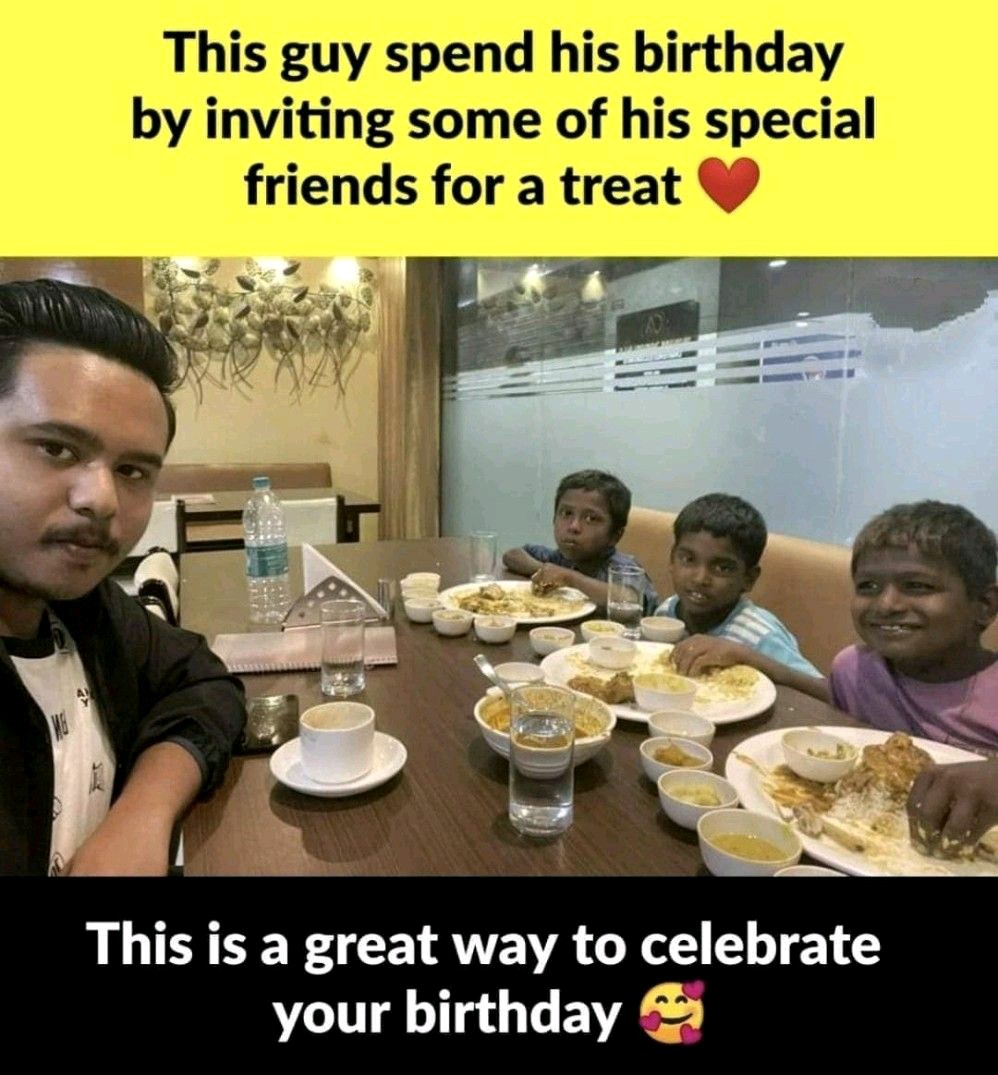 This guy spend his birthday
by inviting some of his special
friends for a treat ❤️
This is a great way to celebrate
your birthday 🥰